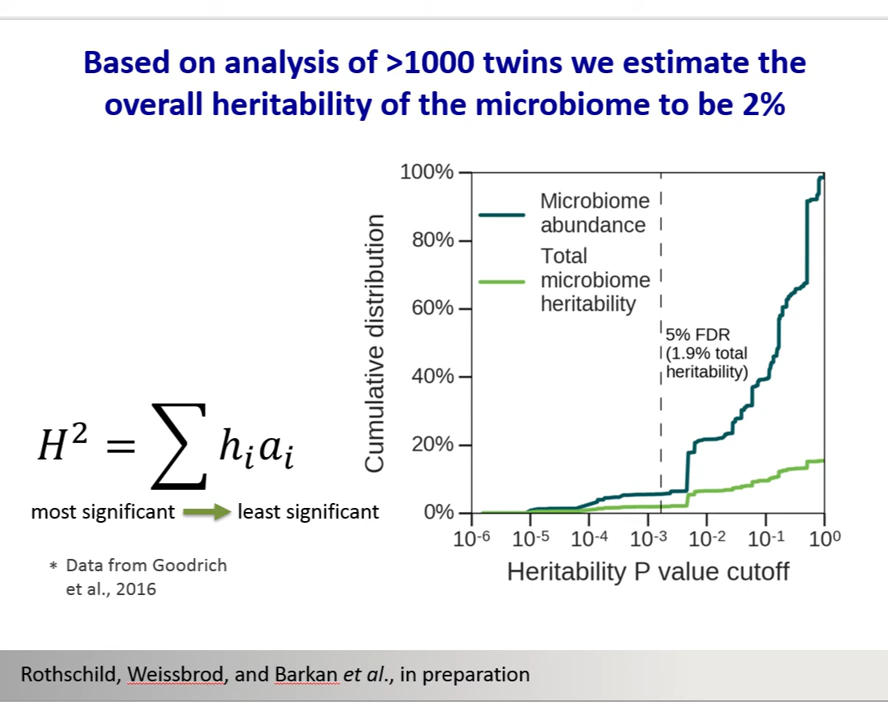 Based on analysis of >1000 twins we estimate the
overall heritability of the microbiome to be 2%
100%
80%
60%
40%
20%
0%
Cumulative distribution
Microbiome
abundance
Total
microbiome
heritability
5% FDR
(1.9% total
heritability)
10⁻⁶ 10⁻⁵ 10⁻⁴ 10⁻³ 10⁻² 10⁻¹ 10⁰
Heritability P value cutoff
H² = ∑ hᵢaᵢ
most significant → least significant
* Data from Goodrich
et al., 2016
Rothschild, Weissbrod, and Barkan et al., in preparation